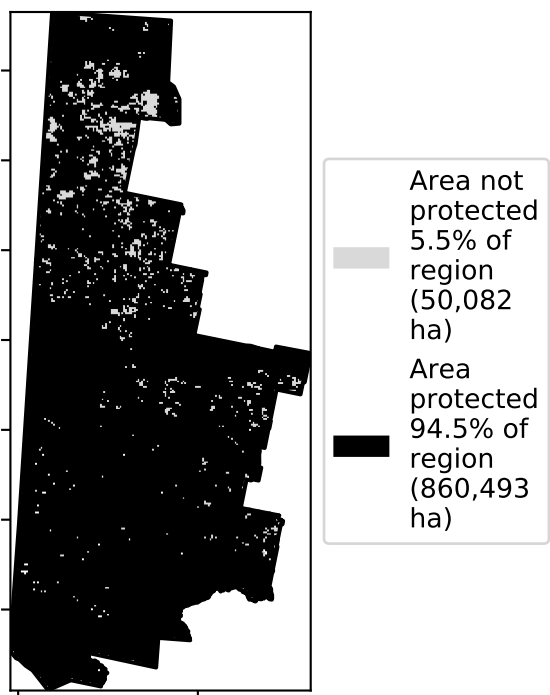 Area not
protected
5.5% of
region
(50,082
ha)
Area
protected
94.5% of
region
(860,493
ha)